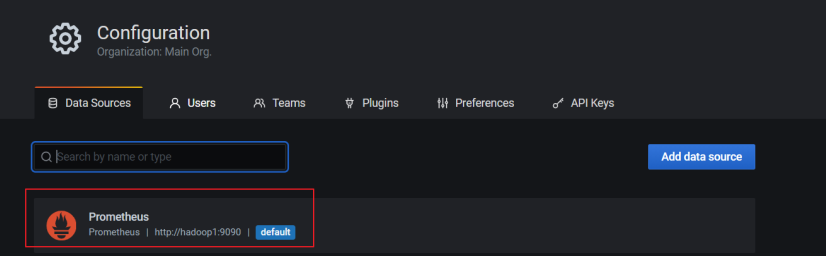 Configuration
Organization: Main Org.
Data Sources Users Teams Plugins Preferences API Keys
Search by name or type Add data source
Prometheus
Prometheus | http://hadoop1:9090 | default